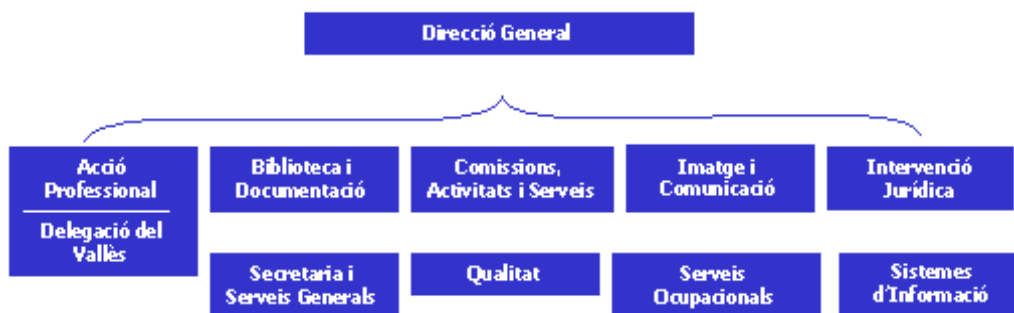 Direcció General
Acció
Professional
Delegació del
Vallès
Biblioteca i
Documentació
Comissions,
Activitats i Serveis
Imatge i
Comunicació
Intervenció
Jurídica
Secretaria i
Serveis Generals
Qualitat
Serveis
Ocupacionals
Sistemes
d'Informació